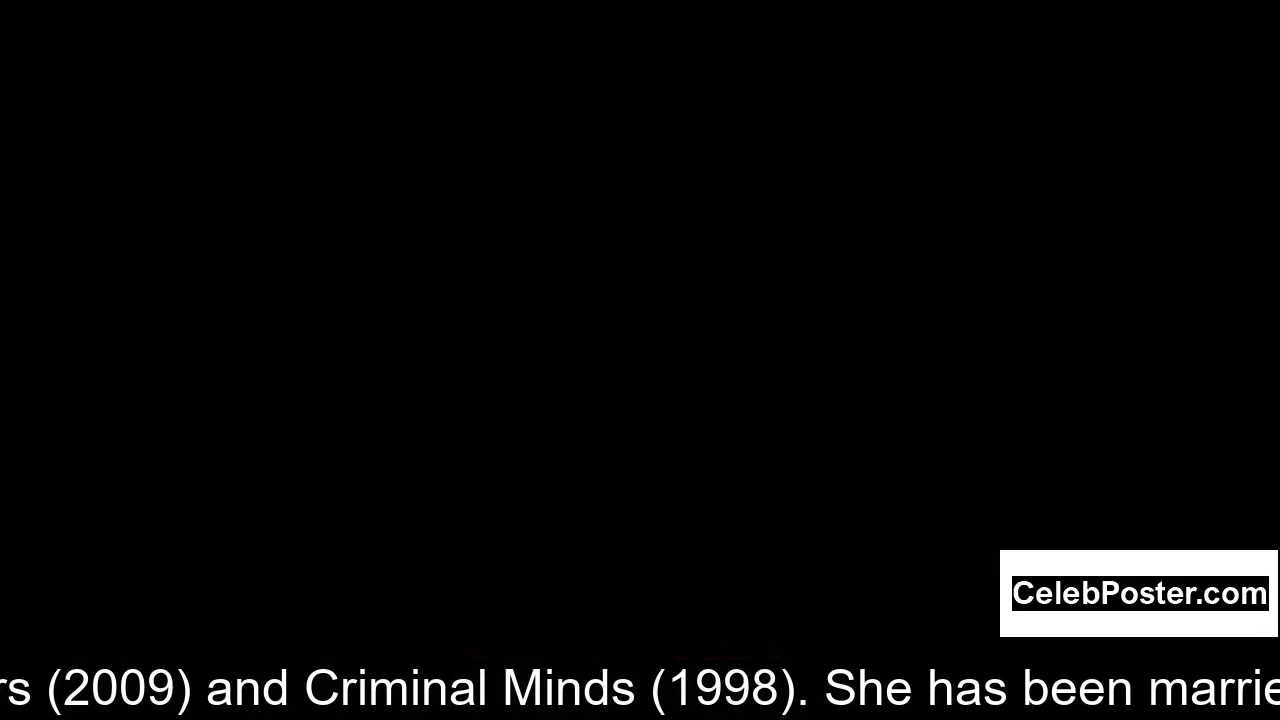 CelebPoster.com
rs (2009) and Criminal Minds (1998). She has been marrie